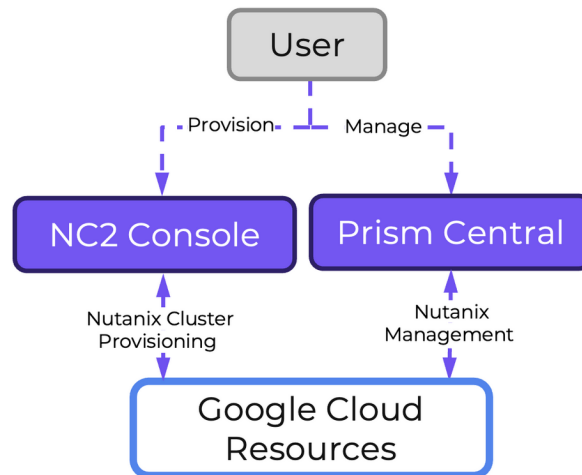 User
Provision
Manage
NC2 Console
Prism Central
Nutanix Cluster
Provisioning
Nutanix
Management
Google Cloud
Resources